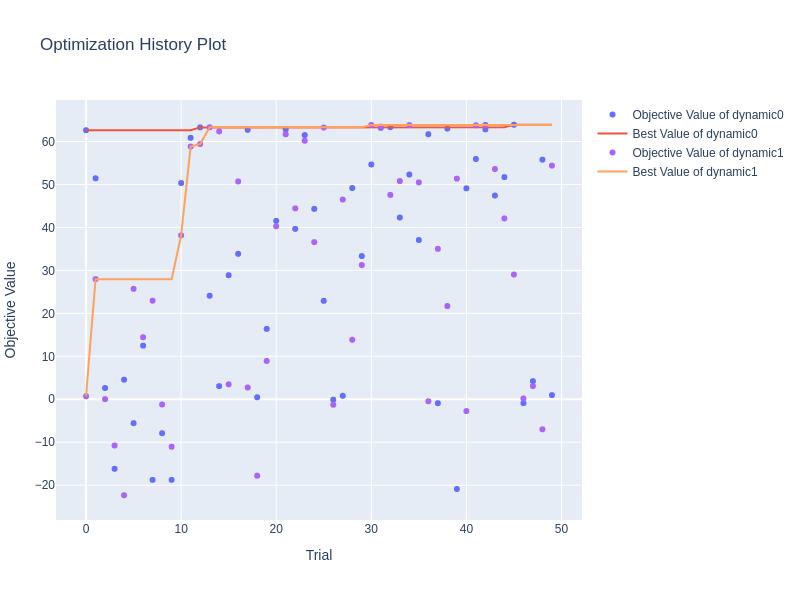 Optimization History Plot
Objective Value of dynamic0
Best Value of dynamic0
Objective Value of dynamic1
Best Value of dynamic1
60
50
40
30
20
10
0
−10
−20
Objective Value
0 10 20 30 40 50
Trial